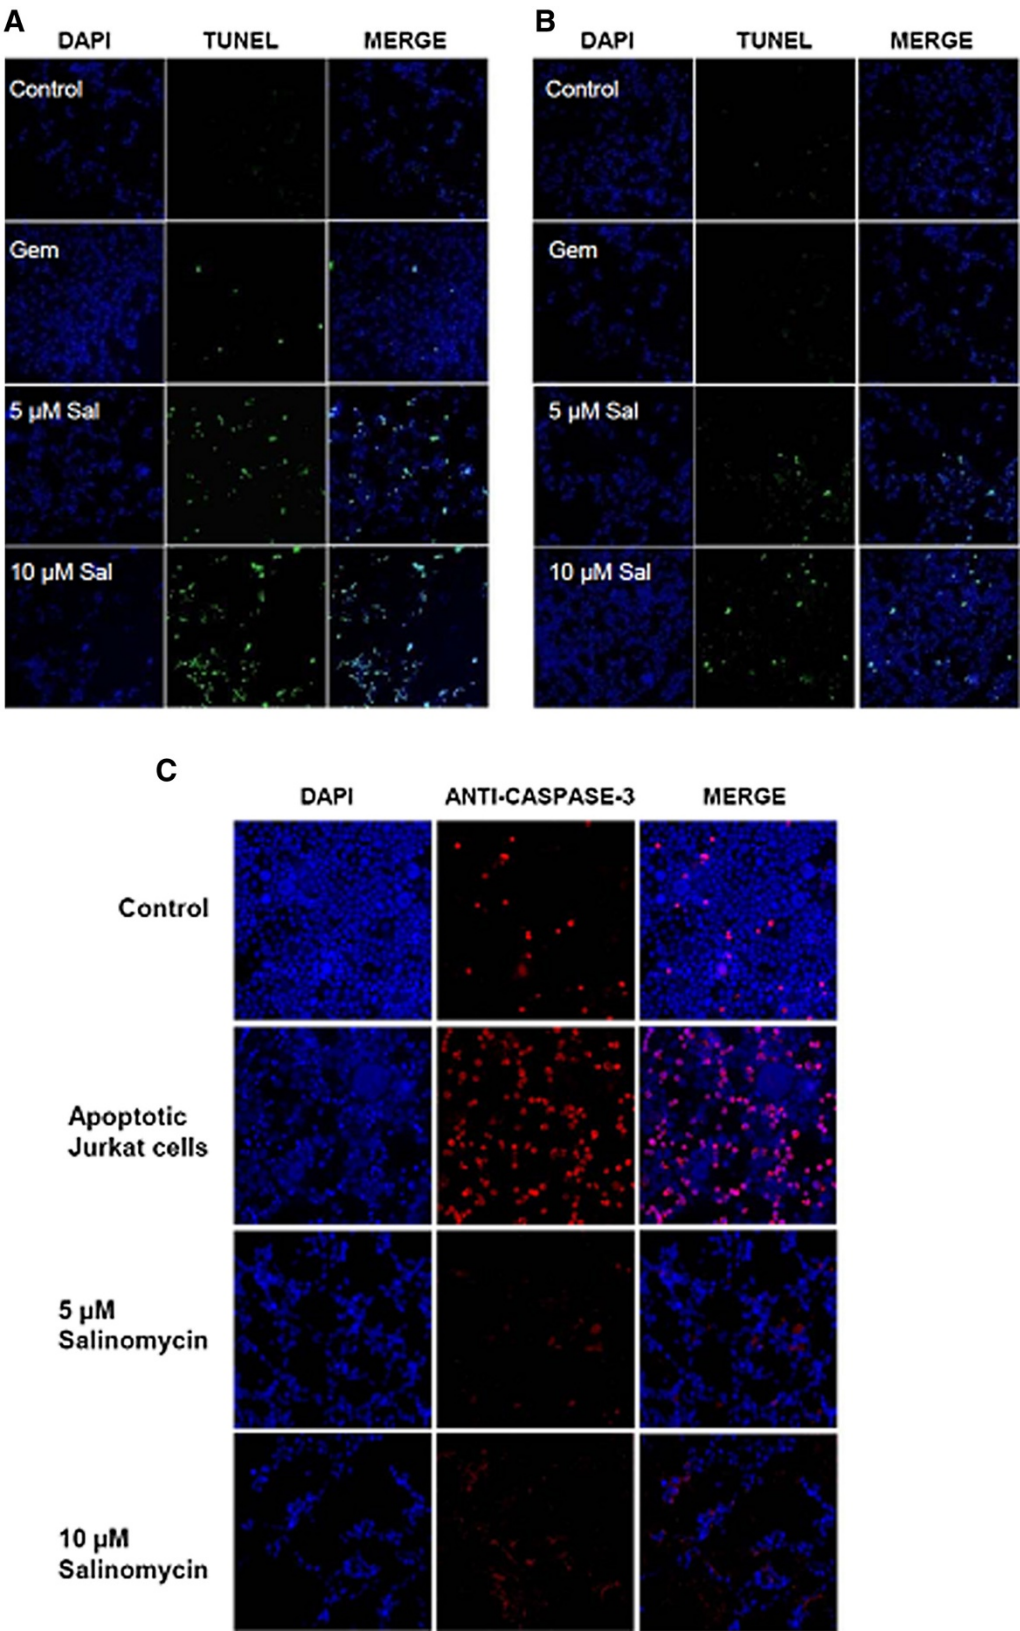 A
DAPI TUNEL MERGE
Control
Gem
5 µM Sal
10 µM Sal
B
DAPI TUNEL MERGE
Control
Gem
5 µM Sal
10 µM Sal
C
DAPI ANTI-CASPASE-3 MERGE
Control
Apoptotic
Jurkat cells
5 µM
Salinomycin
10 µM
Salinomycin